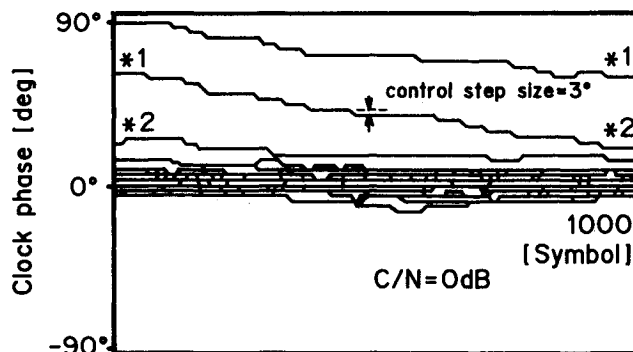 90°
*1
*1
control step size=3°
*2
*2
Clock phase [deg]
0°
1000
[Symbol]
C/N=0dB
-90°